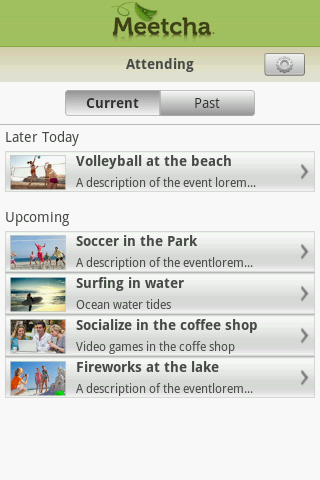 Meetcha
Attending
Current
Past
Later Today
Volleyball at the beach
A description of the event lorem...
Upcoming
Soccer in the Park
A description of the eventlorem...
Surfing in water
Ocean water tides
Socialize in the coffee shop
Video games in the coffe shop
Fireworks at the lake
A description of the eventlorem...